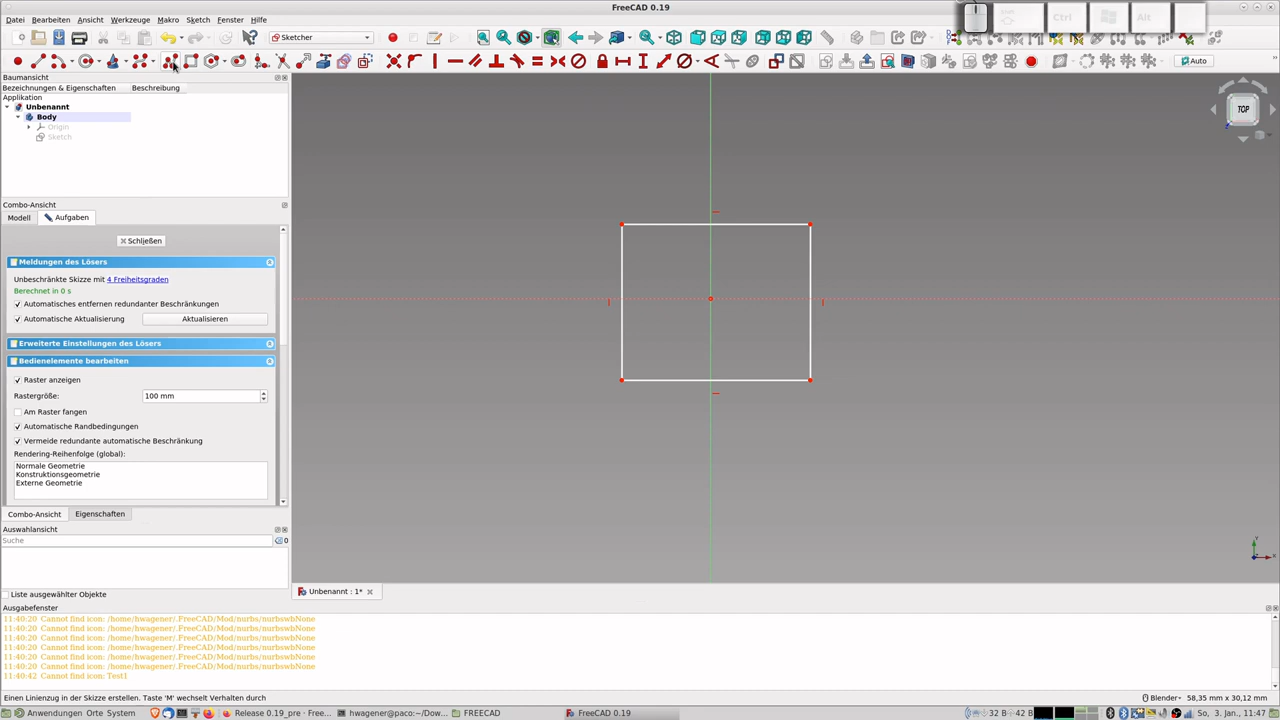 FreeCAD 0.19
Datei Bearbeiten Ansicht Werkzeuge Makro Sketch Fenster Hilfe
Ctrl Alt
Sketcher
Auto
Baumansicht
Bezeichnungen & Eigenschaften Beschreibung
Applikation
Unbenannt
Body
Origin
Sketch
TOP
Combo-Ansicht
Modell Aufgaben
Schließen
Meldungen des Lösers
Unbeschränkte Skizze mit 4 Freiheitsgraden
Berechnet in 0 s
Automatisches entfernen redundanter Beschränkungen
Automatische Aktualisierung Aktualisieren
Erweiterte Einstellungen des Lösers
Bedienelemente bearbeiten
Raster anzeigen
Rastergröße: 100 mm
Am Raster fangen
Automatische Randbedingungen
Vermeide redundante automatische Beschränkung
Rendering-Reihenfolge (global):
Normale Geometrie
Konstruktionsgeometrie
Externe Geometrie
Combo-Ansicht Eigenschaften
Auswahlansicht
Suche 0
Liste ausgewählter Objekte
Unbenannt : 1*
Ausgabefenster
11:40:20 Cannot find icon: /home/hwagener/.FreeCAD/Mod/nurbs/nurbswbNone
11:40:20 Cannot find icon: /home/hwagener/.FreeCAD/Mod/nurbs/nurbswbNone
11:40:20 Cannot find icon: /home/hwagener/.FreeCAD/Mod/nurbs/nurbswbNone
11:40:20 Cannot find icon: /home/hwagener/.FreeCAD/Mod/nurbs/nurbswbNone
11:40:20 Cannot find icon: /home/hwagener/.FreeCAD/Mod/nurbs/nurbswbNone
11:40:20 Cannot find icon: /home/hwagener/.FreeCAD/Mod/nurbs/nurbswbNone
11:40:42 Cannot find icon: Test1
Einen Linienzug in der Skizze erstellen. Taste 'M' wechselt Verhalten durch Blender 58,35 mm x 30,12 mm
Anwendungen Orte System Release 0.19_pre · Free... hwagener@paco:~/Dow... FREECAD FreeCAD 0.19 32 B 42 B So, 3. Jan., 11:47